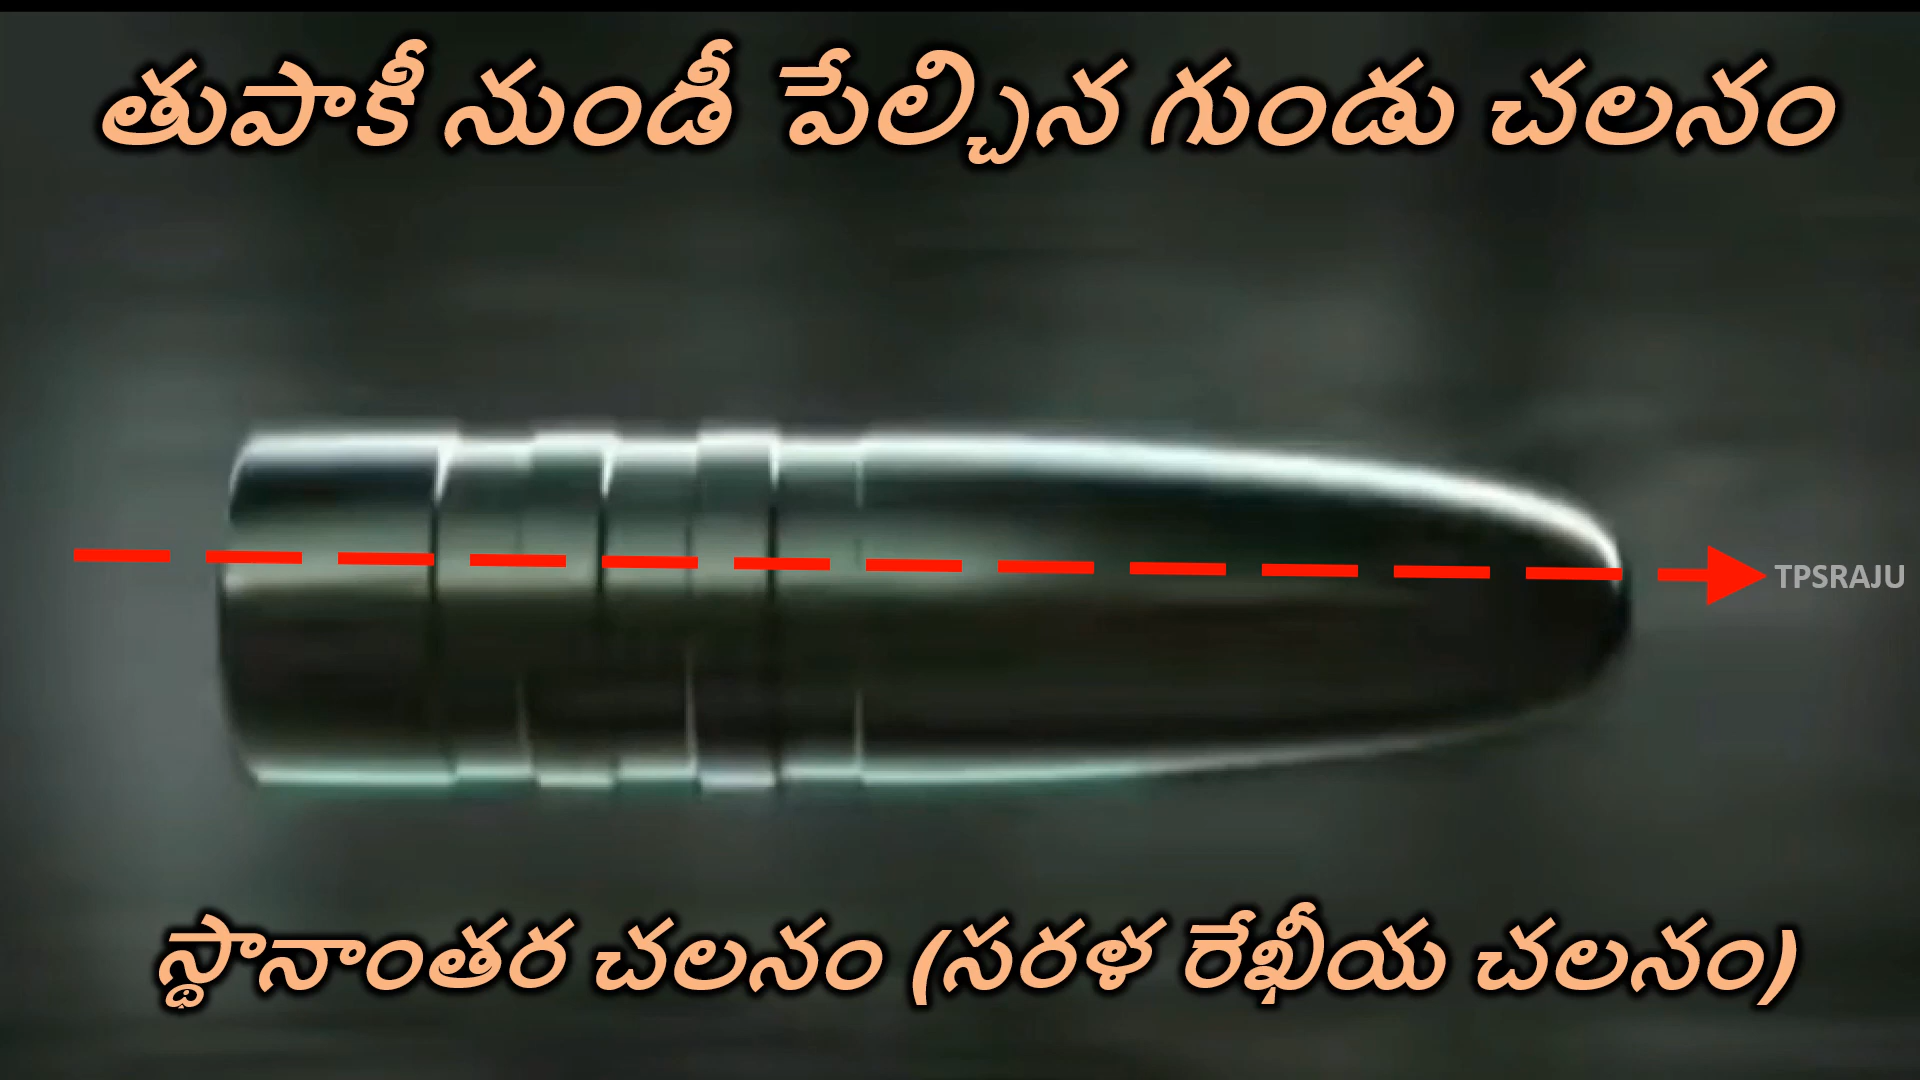 తుపాకీ నుండీ పేల్చిన గుండు చలనం
TPSRAJU
స్థానాంతర చలనం (సరళ రేఖీయ చలనం)